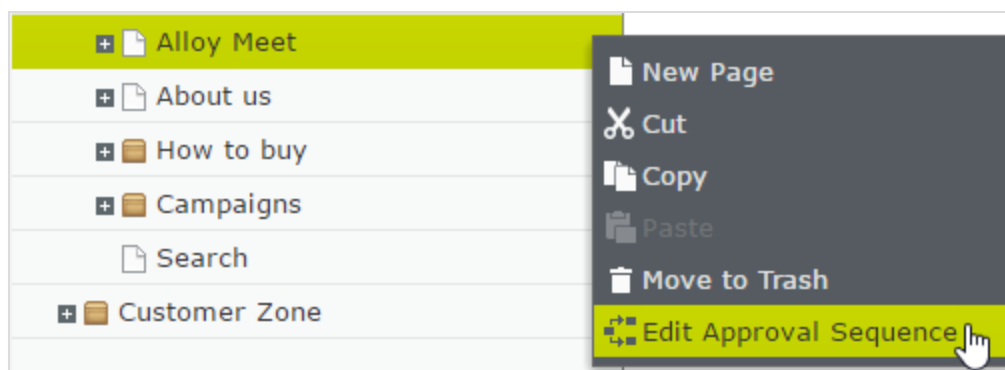 Alloy Meet
About us
How to buy
Campaigns
Search
Customer Zone
New Page
Cut
Copy
Paste
Move to Trash
Edit Approval Sequence